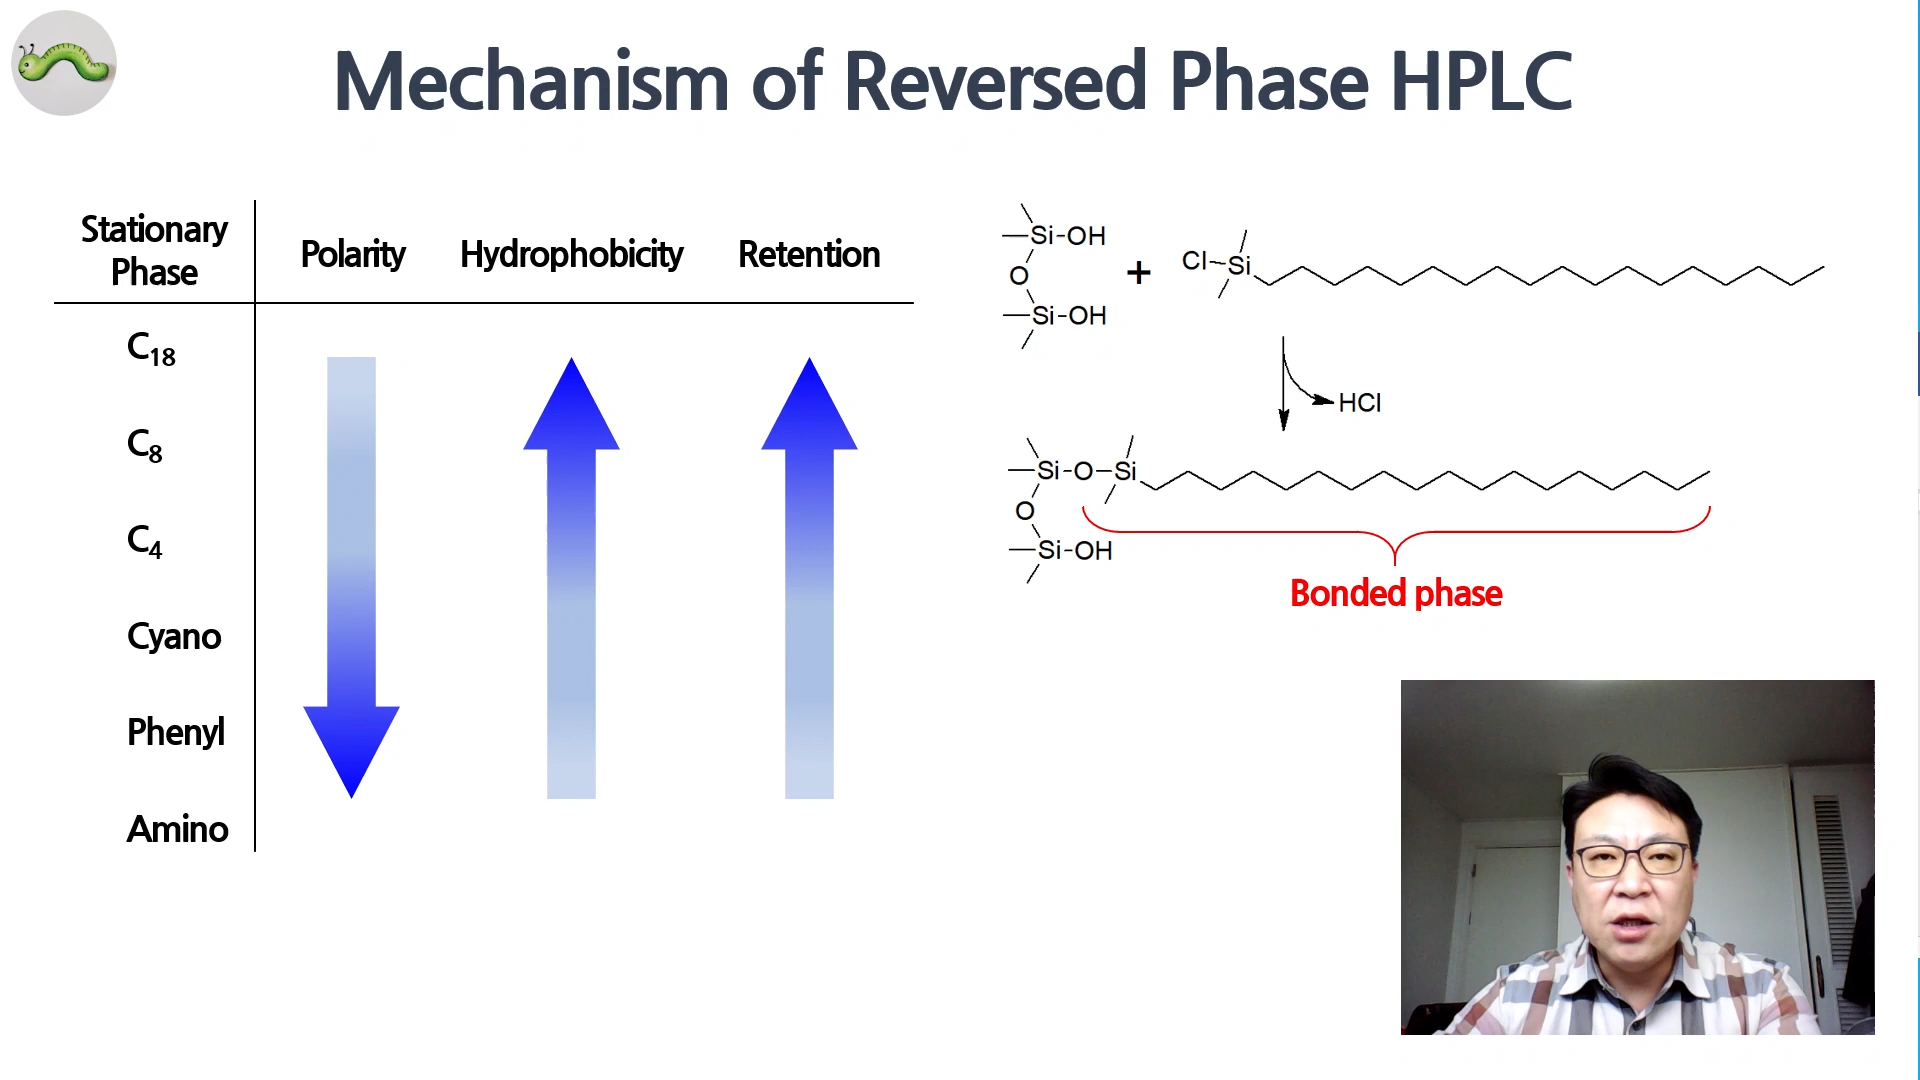 Mechanism of Reversed Phase HPLC
Stationary
Phase
Polarity
Hydrophobicity
Retention
C18
C8
C4
Cyano
Phenyl
Amino
Si-OH
O
Si-OH
+
Cl-Si
HCl
Si-O-Si
O
Si-OH
Bonded phase